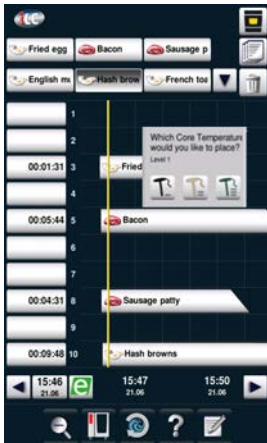 Fried egg
Bacon
Sausage p
English mu
Hash brow
French toa
1
2
Which Core Temperature
would you like to place?
Level 1
00:01:31
3
Fried
4
00:05:44
5
Bacon
6
7
00:04:31
8
Sausage patty
9
00:09:48
10
Hash browns
15:46
21.06
15:47
21.06
15:50
21.06
?